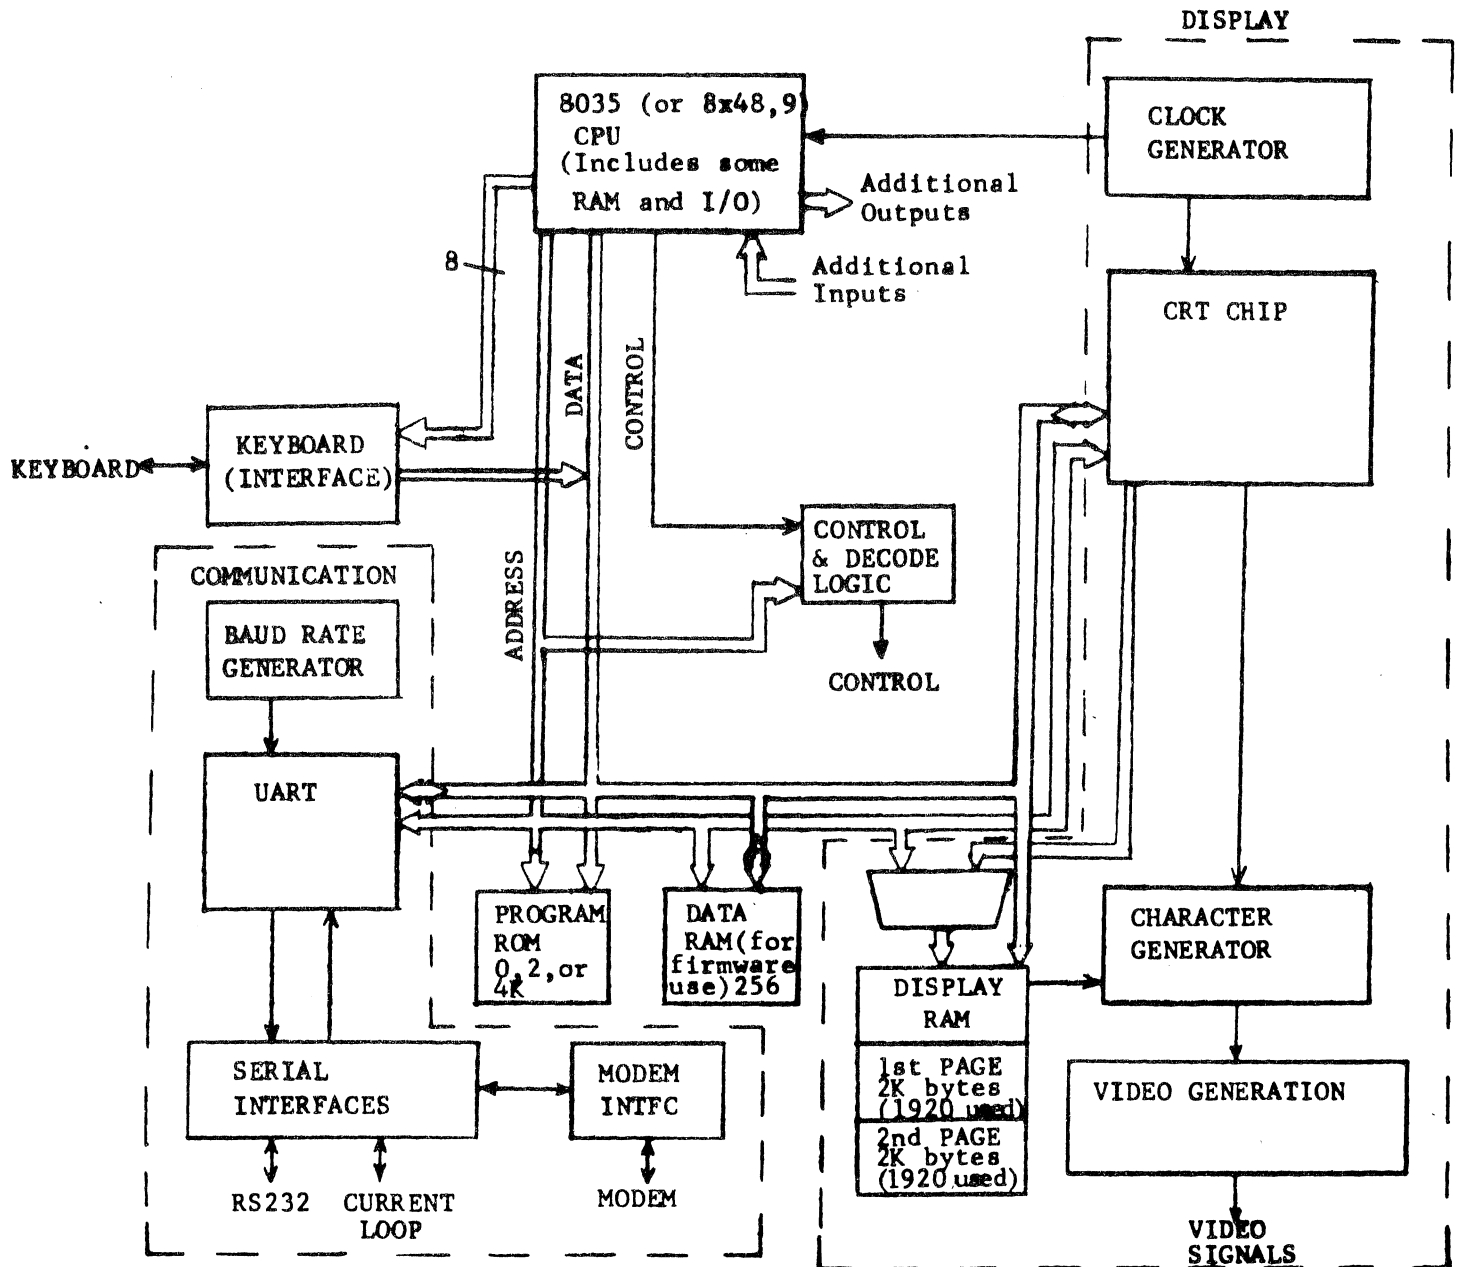 DISPLAY
8035 (or 8x48,9)
CPU
(Includes some
RAM and I/O)
CLOCK
GENERATOR
Additional
Outputs
8
Additional
Inputs
CRT CHIP
DATA
CONTROL
KEYBOARD
KEYBOARD
(INTERFACE)
CONTROL
& DECODE
LOGIC
ADDRESS
CONTROL
COMMUNICATION
BAUD RATE
GENERATOR
UART
PROGRAM
ROM
0,2,or
4K
DATA
RAM(for
firmware
use)256
CHARACTER
GENERATOR
DISPLAY
RAM
1st PAGE
2K bytes
(1920 used)
2nd PAGE
2K bytes
(1920 used)
SERIAL
INTERFACES
MODEM
INTFC
VIDEO GENERATION
RS232
CURRENT
LOOP
MODEM
VIDEO
SIGNALS